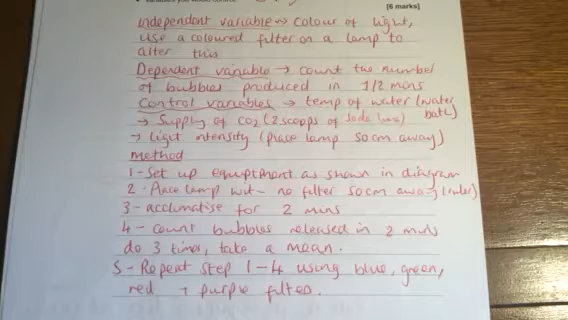 [6 marks]
independent variable → colour of light,
use a coloured filter on a lamp to
alter this
Dependent variable → count the number
of bubbles produced in 1/2 mins
Control variables → temp of water (water bath)
→ Supply of CO2 (2 scoops of
→ Light intensity (place lamp 50cm away)
Method
1 - Set up equiptment as shown in diagram
2 - Place lamp with no filter 50cm away (ruler)
3 - acclimatise for 2 mins
4 - count bubbles released in 2 mins
do 3 times, take a mean.
5 - Repeat step 1-4 using blue, green,
red + purple filter.